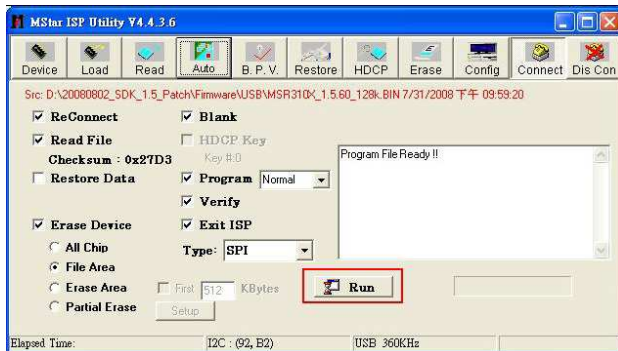 MStar ISP Utility V4.4.3.6
Device Load Read Auto B. P. V. Restore HDCP Erase Config Connect Dis Con
Src: D:\20080802_SDK_1.5_Patch\Firmware\USB\MSR310X_1.5.60_128k.BIN 7/31/2008 下午 09:59:20
ReConnect Blank
Read File HDCP Key
Checksum : 0x27D3 Key #:0 Program File Ready !!
Restore Data Program Normal
Verify
Erase Device Exit ISP
All Chip Type: SPI
File Area
Erase Area First 512 KBytes Run
Partial Erase Setup
Elapsed Time: I2C : (92, B2) USB 360KHz